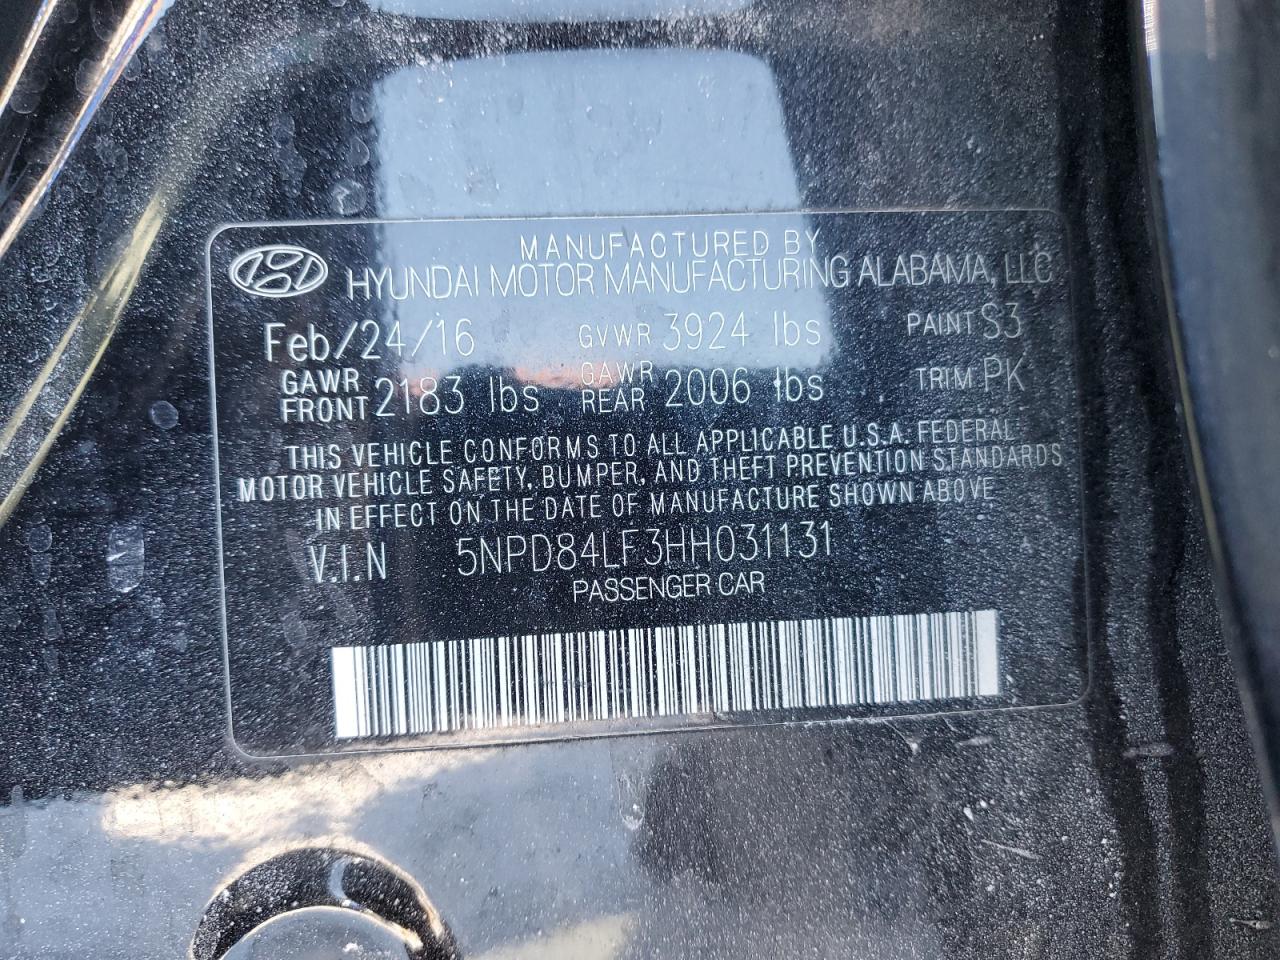 MANUFACTURED BY
HYUNDAI MOTOR MANUFACTURING ALABAMA, LLC
Feb/24/16 GVWR 3924 lbs PAINT S3
GAWR FRONT 2183 lbs GAWR REAR 2006 lbs TRIM PK
THIS VEHICLE CONFORMS TO ALL APPLICABLE U.S.A. FEDERAL
MOTOR VEHICLE SAFETY, BUMPER, AND THEFT PREVENTION STANDARDS
IN EFFECT ON THE DATE OF MANUFACTURE SHOWN ABOVE
V.I.N 5NPD84LF3HH031131
PASSENGER CAR